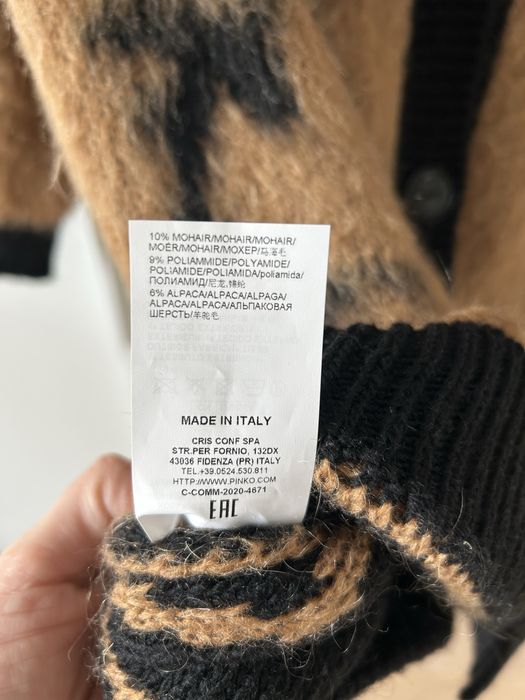 10% MOHAIR/MOHAIR/MOHAIR/
MOÈR/MOHAIR/МОХЕР/马海毛
9% POLIAMMIDE/POLYAMIDE/
POLIAMIDE/POLIAMIDA/poliamida/
ПОЛИАМИД/尼龙,锦纶
6% ALPACA/ALPACA/ALPAGA/
ALPACA/ALPACA/АЛЬПАКОВАЯ
ШЕРСТЬ/羊驼毛
MADE IN ITALY
CRIS CONF SPA
STR.PER FORNIO, 132DX
43036 FIDENZA (PR) ITALY
TEL.+39.0524.530.811
HTTP://WWW.PINKO.COM
C-COMM-2020-4671
EAC